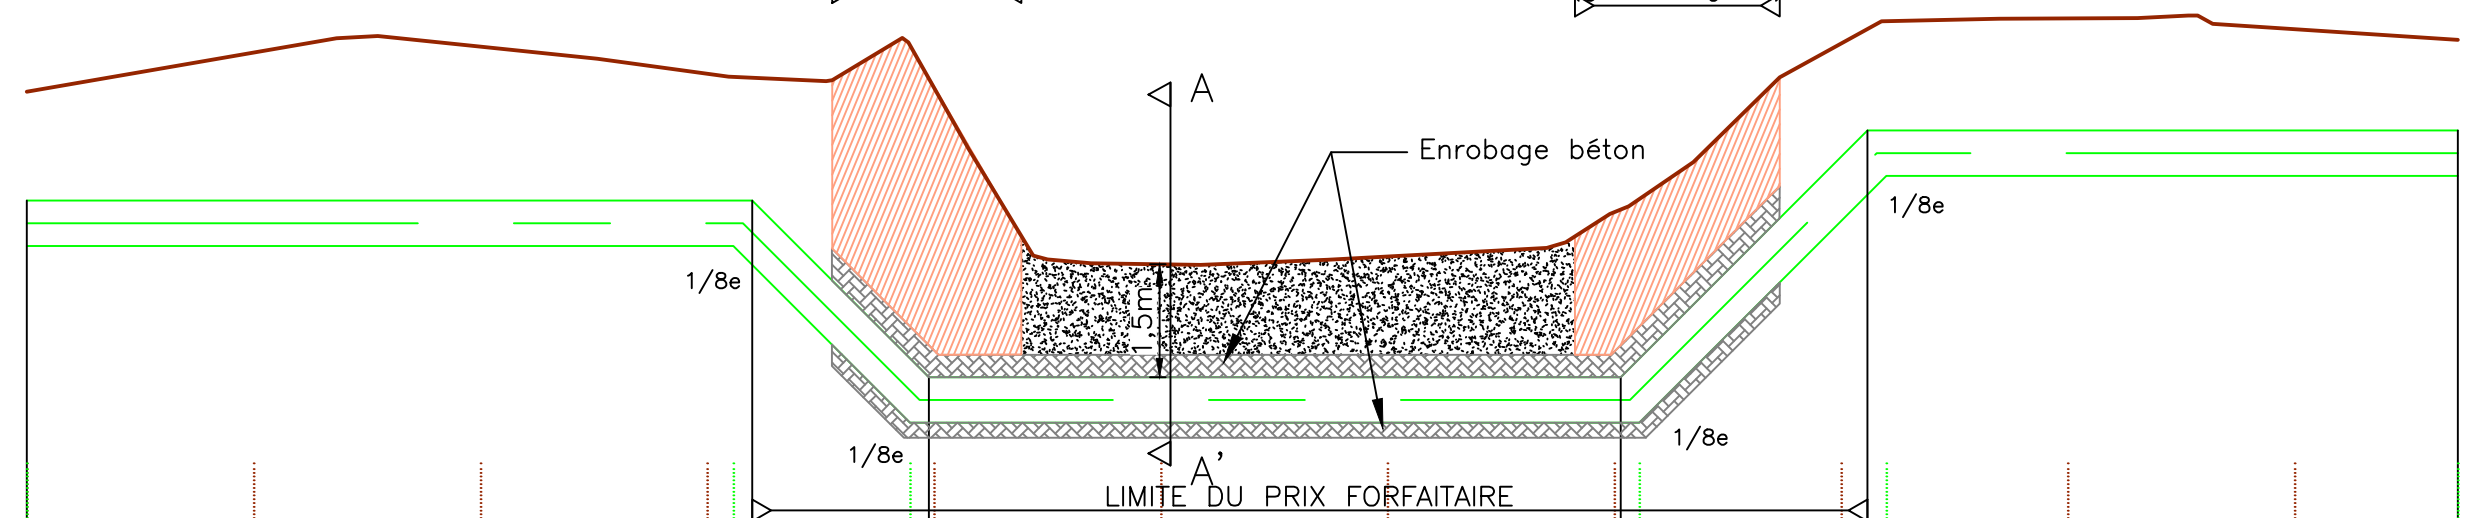 A
Enrobage béton
1/8e
1/8e
1,5m
1/8e
1/8e
A'
LIMITE DU PRIX FORFAITAIRE